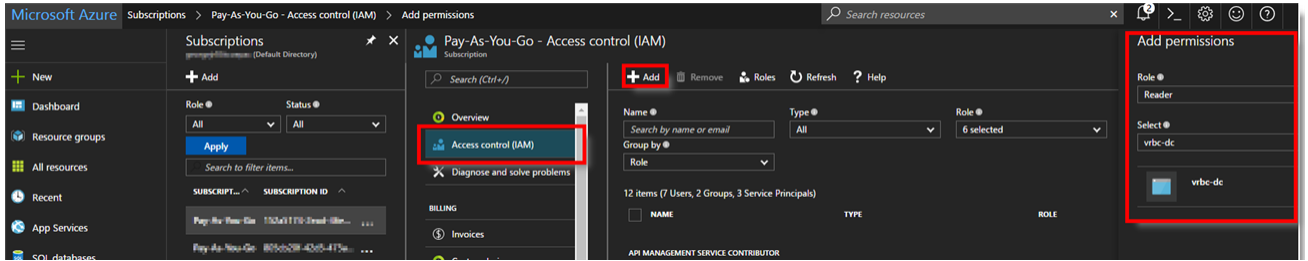 Microsoft Azure Subscriptions > Pay-As-You-Go - Access control (IAM) > Add permissions
Search resources
2
New
Dashboard
Resource groups
All resources
Recent
App Services
SQL databases
Subscriptions
(Default Directory)
Add
Role Status
All All
Apply
Search to filter items...
SUBSCRIPT... SUBSCRIPTION ID
Pay-As-You-Go
Pay-As-You-Go
Pay-As-You-Go - Access control (IAM)
Subscription
Search (Ctrl+/)
Overview
Access control (IAM)
Diagnose and solve problems
BILLING
Invoices
Add Remove Roles Refresh Help
Name Type Role
Search by name or email All 6 selected
Group by
Role
12 items (7 Users, 2 Groups, 3 Service Principals)
NAME TYPE ROLE
API MANAGEMENT SERVICE CONTRIBUTOR
Add permissions
Role
Reader
Select
vrbc-dc
vrbc-dc